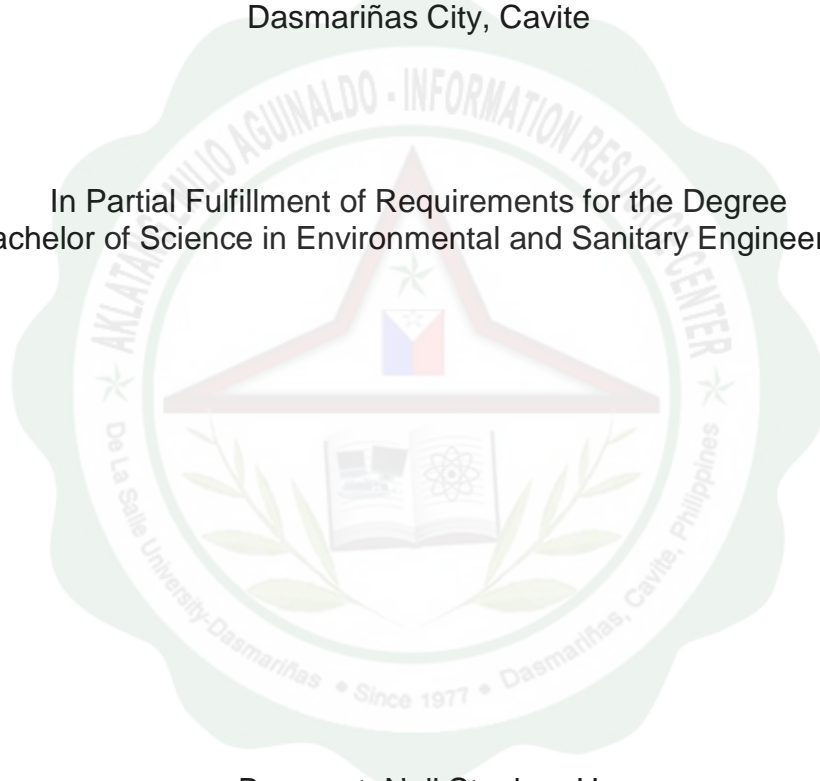 Dasmariñas City, Cavite
AKLATANG EMILIO AGUINALDO - INFORMATION RESOURCE CENTER
In Partial Fulfillment of Requirements for the Degree
achelor of Science in Environmental and Sanitary Engineer
De La Salle University-Dasmariñas • Since 1977 • Dasmariñas, Cavite, Philippines